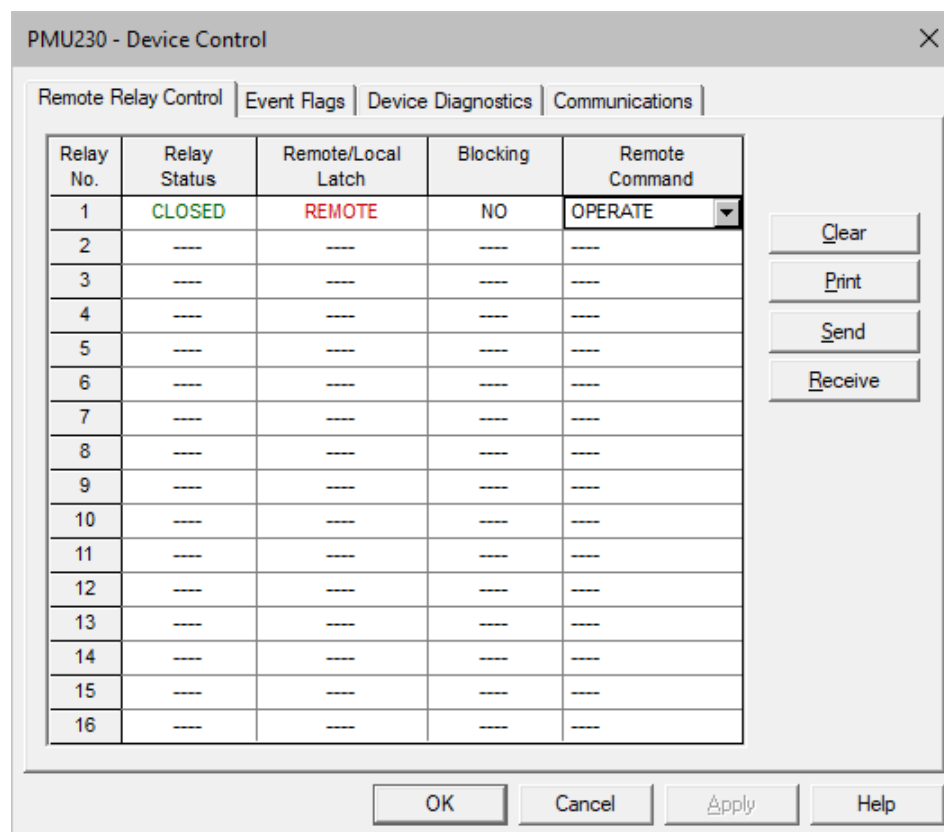 PMU230 - Device Control
Remote Relay Control Event Flags Device Diagnostics Communications
Relay No. Relay Status Remote/Local Latch Blocking Remote Command
1 CLOSED REMOTE NO OPERATE
2 ---- ---- ---- ----
3 ---- ---- ---- ----
4 ---- ---- ---- ----
5 ---- ---- ---- ----
6 ---- ---- ---- ----
7 ---- ---- ---- ----
8 ---- ---- ---- ----
9 ---- ---- ---- ----
10 ---- ---- ---- ----
11 ---- ---- ---- ----
12 ---- ---- ---- ----
13 ---- ---- ---- ----
14 ---- ---- ---- ----
15 ---- ---- ---- ----
16 ---- ---- ---- ----
Clear
Print
Send
Receive
OK Cancel Apply Help